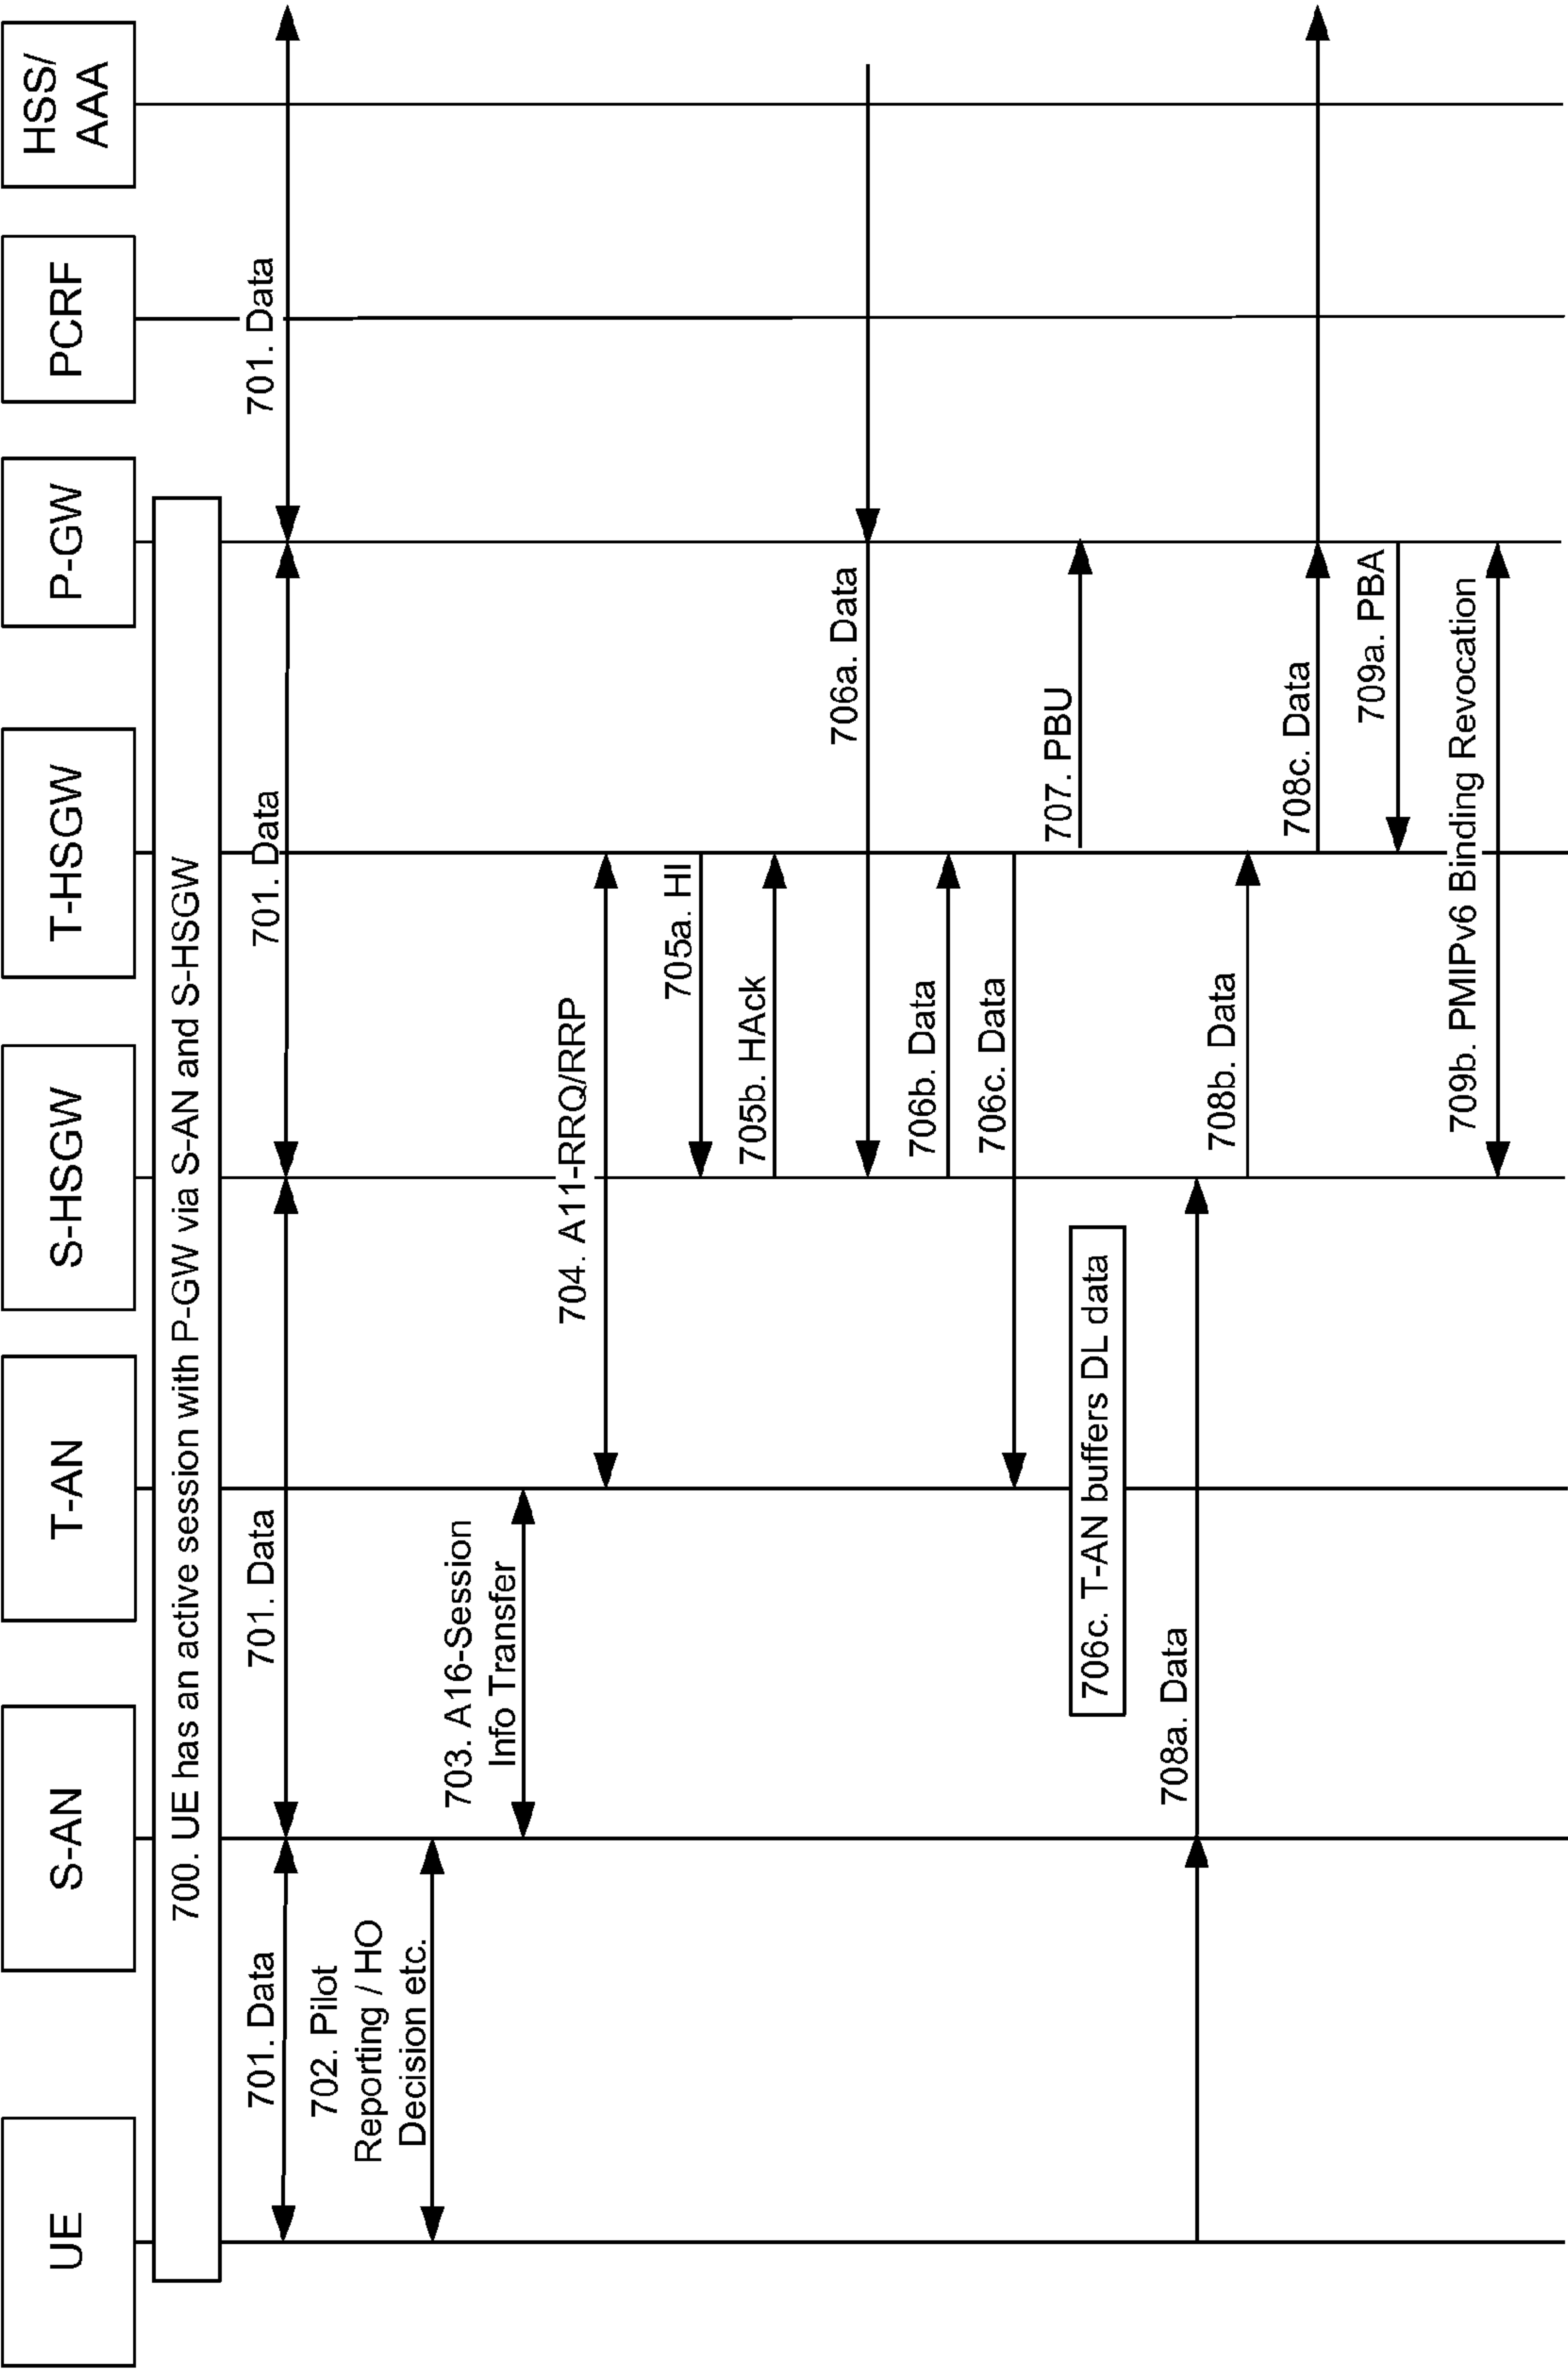 UE
S-AN
T-AN
S-HSGW
T-HSGW
P-GW
PCRF
HSS/
AAA
700. UE has an active session with P-GW via S-AN and S-HSGW
701. Data
701. Data
701. Data
701. Data
702. Pilot
Reporting / HO
Decision etc.
703. A16-Session
Info Transfer
704. A11-RRQ/RRP
705a. HI
705b. HAck
706a. Data
706b. Data
706c. Data
707. PBU
706c. T-AN buffers DL data
708a. Data
708b. Data
708c. Data
709a. PBA
709b. PMIPv6 Binding Revocation